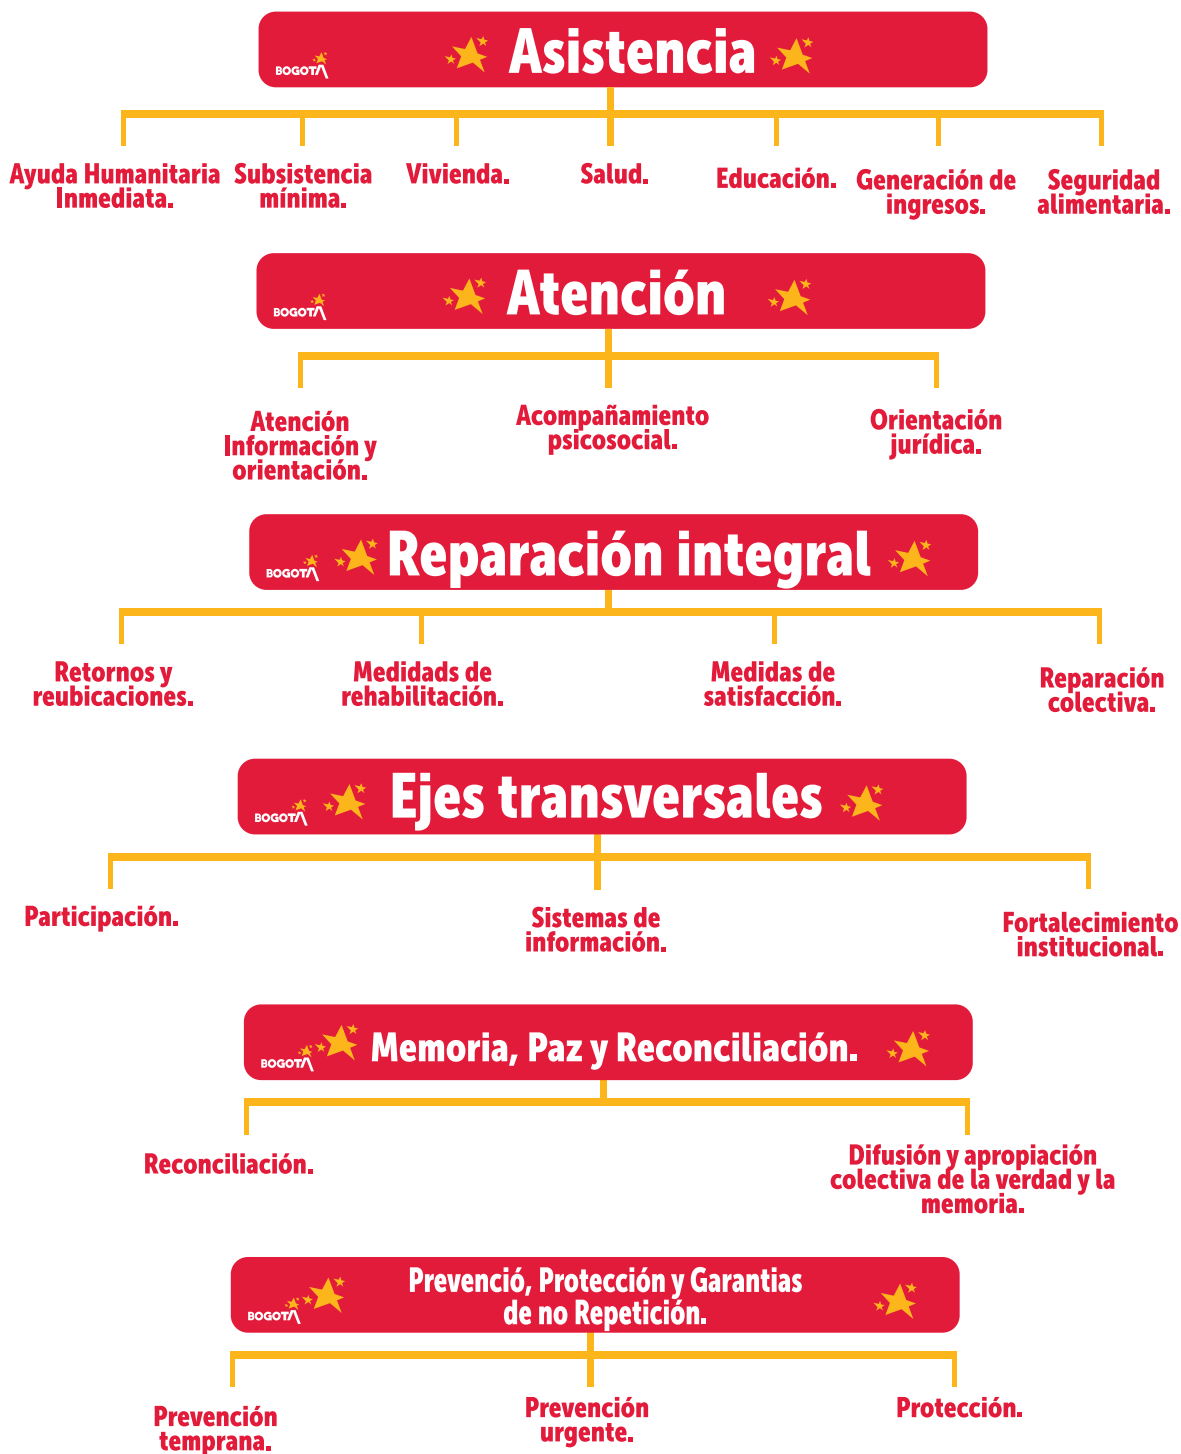 BOGOTÁ
Asistencia
Ayuda Humanitaria
Inmediata.
Subsistencia
mínima.
Vivienda.
Salud.
Educación.
Generación de
ingresos.
Seguridad
alimentaria.
BOGOTÁ
Atención
Atención
Información y
orientación.
Acompañamiento
psicosocial.
Orientación
jurídica.
BOGOTÁ
Reparación integral
Retornos y
reubicaciones.
Medidads de
rehabilitación.
Medidas de
satisfacción.
Reparación
colectiva.
BOGOTÁ
Ejes transversales
Participación.
Sistemas de
información.
Fortalecimiento
institucional.
BOGOTÁ
Memoria, Paz y Reconciliación.
Reconciliación.
Difusión y apropiación
colectiva de la verdad y la
memoria.
BOGOTÁ
Prevenció, Protección y Garantias
de no Repetición.
Prevención
temprana.
Prevención
urgente.
Protección.